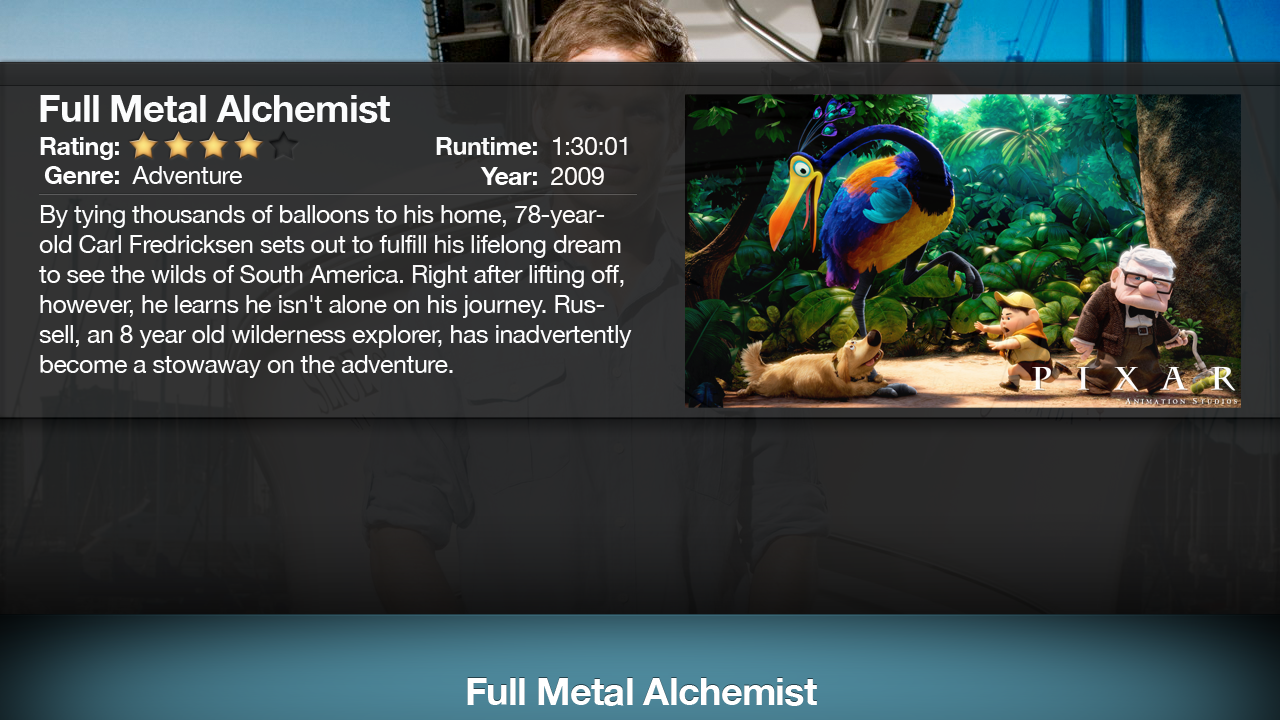 Full Metal Alchemist
Rating:
Runtime: 1:30:01
Genre: Adventure
Year: 2009
By tying thousands of balloons to his home, 78-year-
old Carl Fredricksen sets out to fulfill his lifelong dream
to see the wilds of South America. Right after lifting off,
however, he learns he isn't alone on his journey. Rus-
sell, an 8 year old wilderness explorer, has inadvertently
become a stowaway on the adventure.
PIXAR
ANIMATION STUDIOS
Full Metal Alchemist